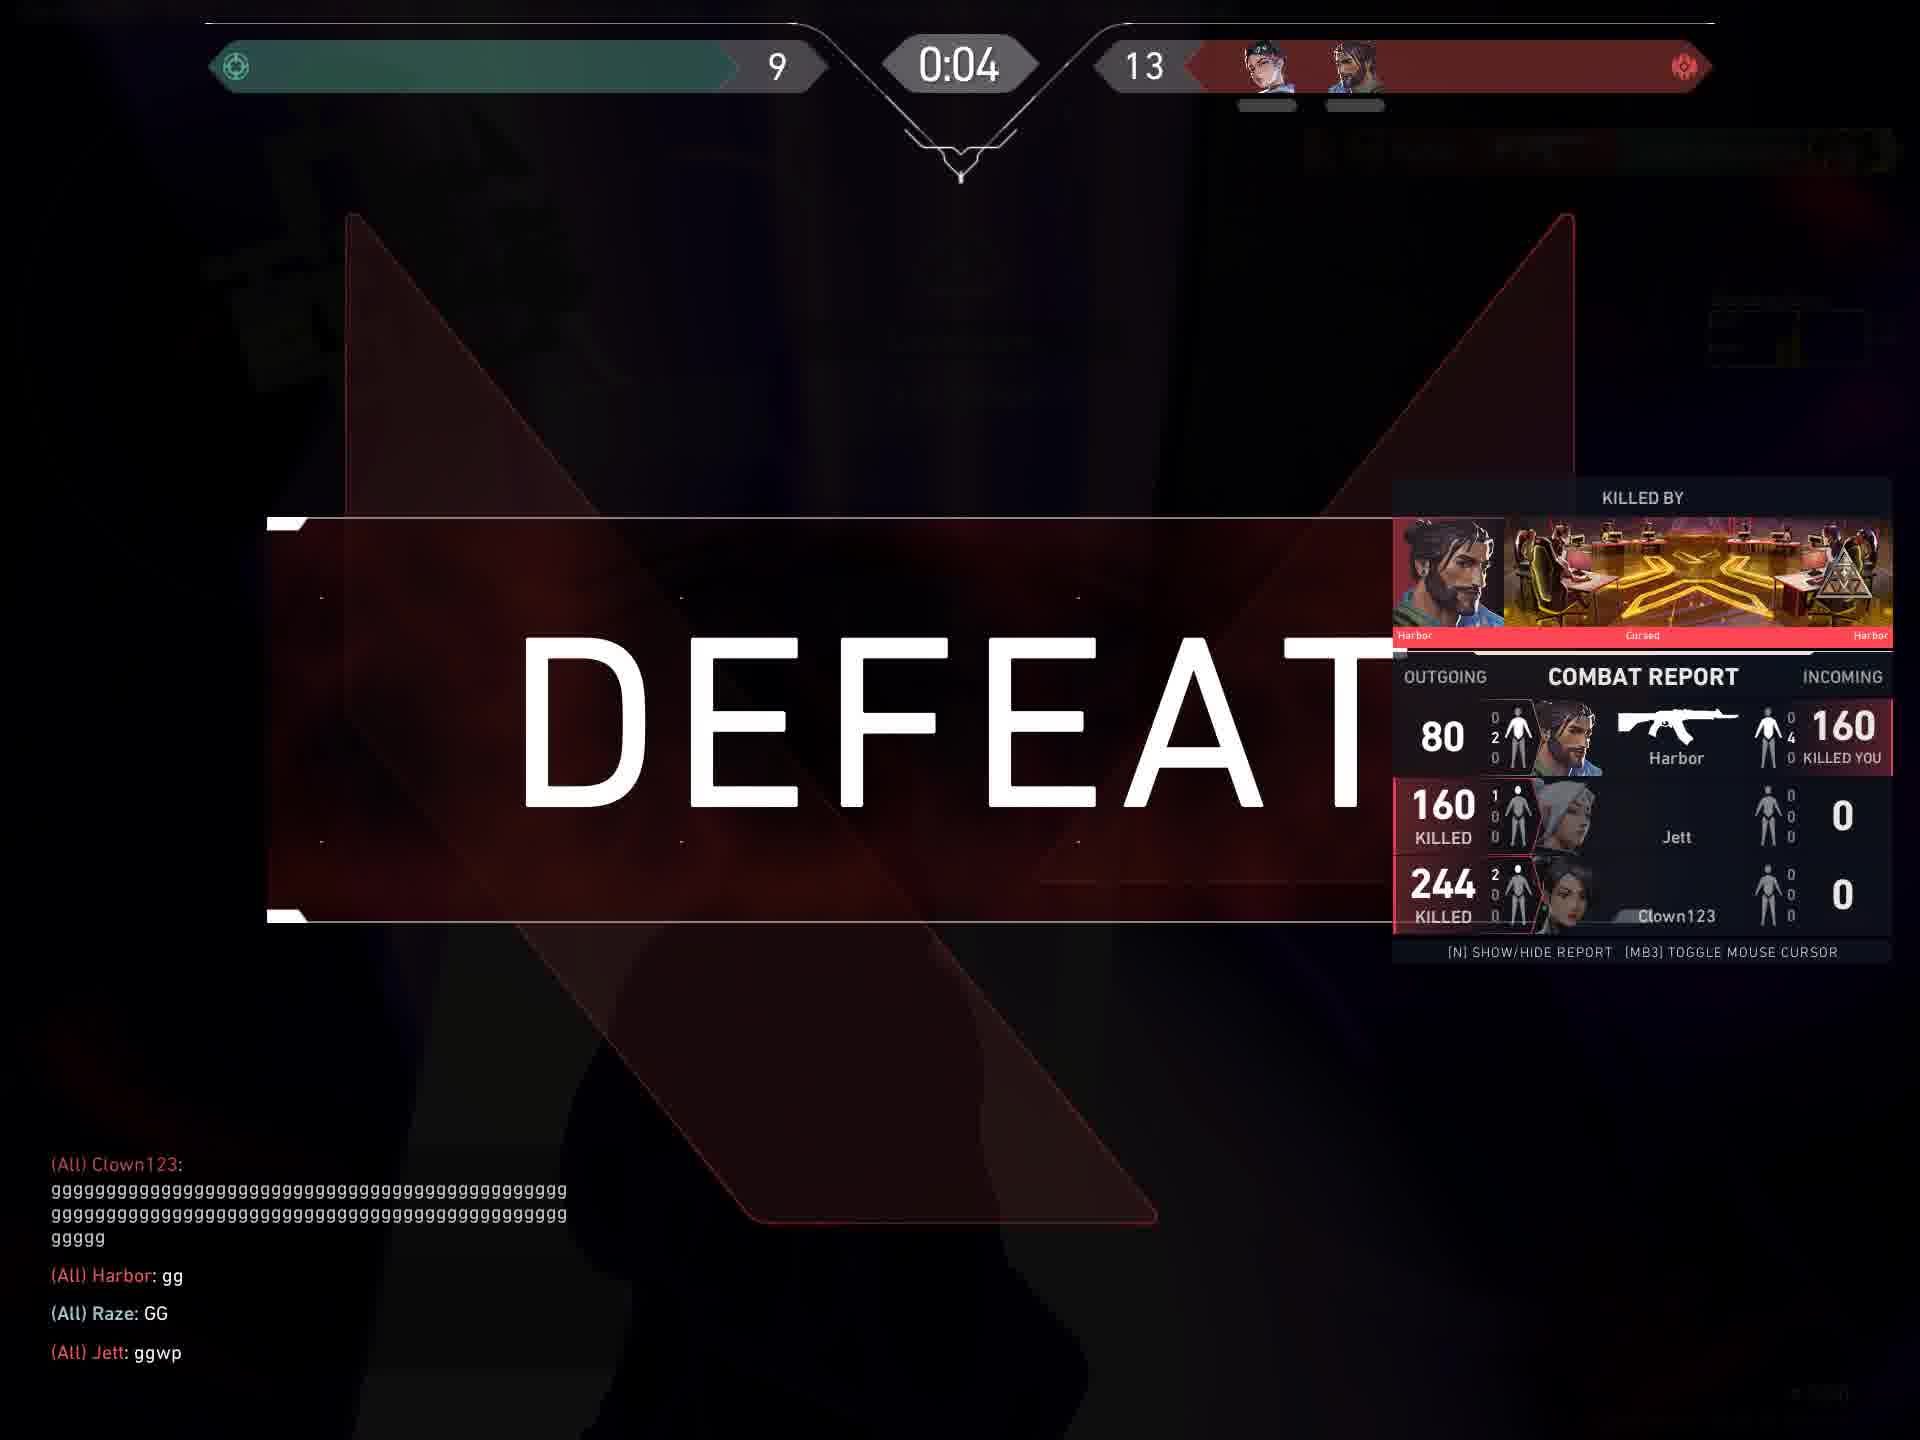 9
0:04
13
KILLED BY
Harbor Cursed Harbor
OUTGOING COMBAT REPORT INCOMING
80
0
2
0
Harbor
0
4
0
160
KILLED YOU
160
KILLED
1
0
0
Jett
0
0
0
0
244
KILLED
2
0
0
Clown123
0
0
0
0
[N] SHOW/HIDE REPORT [MB3] TOGGLE MOUSE CURSOR
DEFEAT
(All) Clown123:
ggggggggggggggggggggggggggggggggggggggggggggggg
ggggggggggggggggggggggggggggggggggggggggggggggg
ggggg
(All) Harbor: gg
(All) Raze: GG
(All) Jett: ggwp